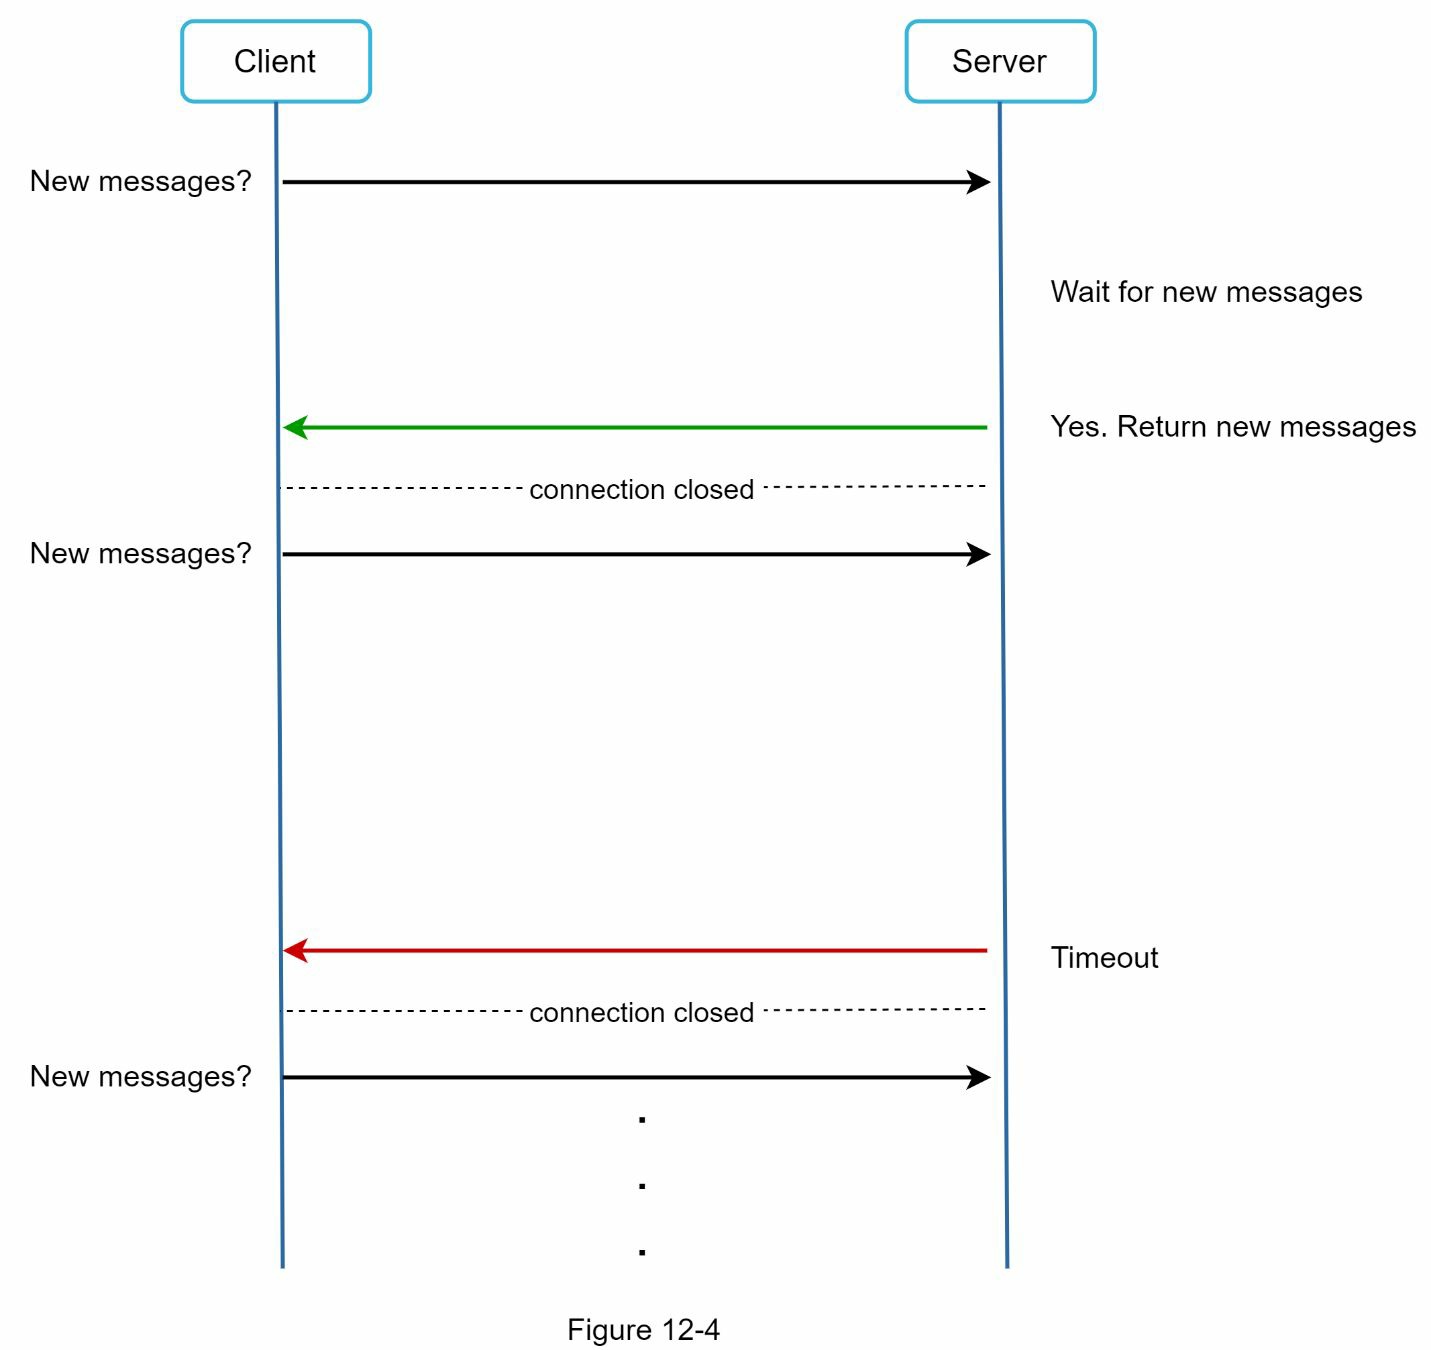 Client
Server
New messages?
Wait for new messages
Yes. Return new messages
connection closed
New messages?
Timeout
connection closed
New messages?
Figure 12-4